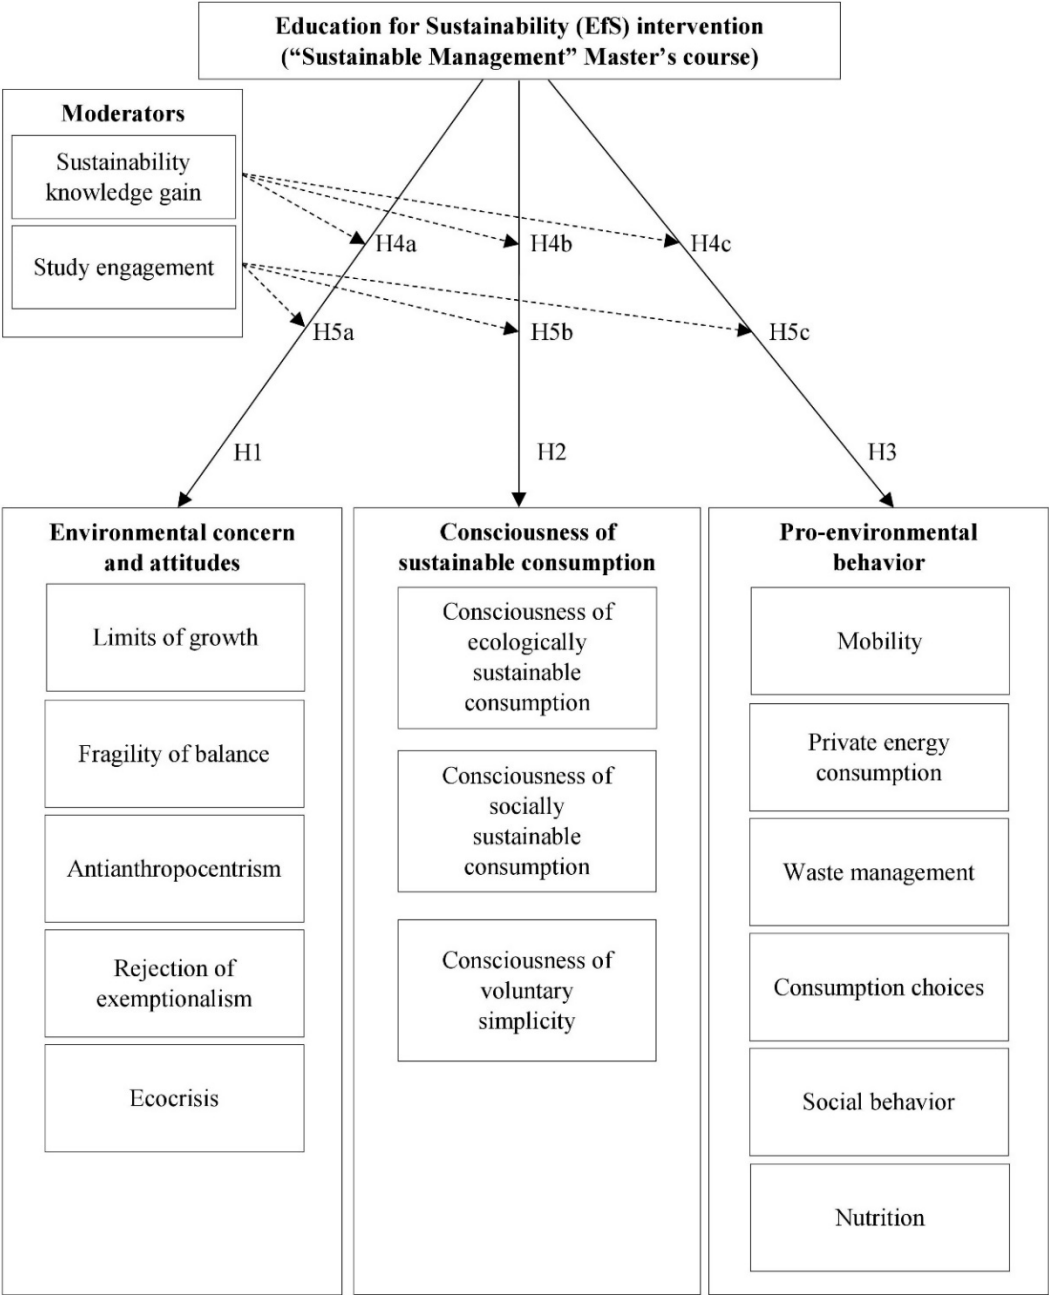 Education for Sustainability (EfS) intervention
(“Sustainable Management” Master’s course)
Moderators
Sustainability
knowledge gain
Study engagement
H4a
H4b
H4c
H5a
H5b
H5c
H1
H2
H3
Environmental concern
and attitudes
Limits of growth
Fragility of balance
Antianthropocentrism
Rejection of
exemptionalism
Ecocrisis
Consciousness of
sustainable consumption
Consciousness of
ecologically
sustainable
consumption
Consciousness of
socially
sustainable
consumption
Consciousness of
voluntary
simplicity
Pro-environmental
behavior
Mobility
Private energy
consumption
Waste management
Consumption choices
Social behavior
Nutrition